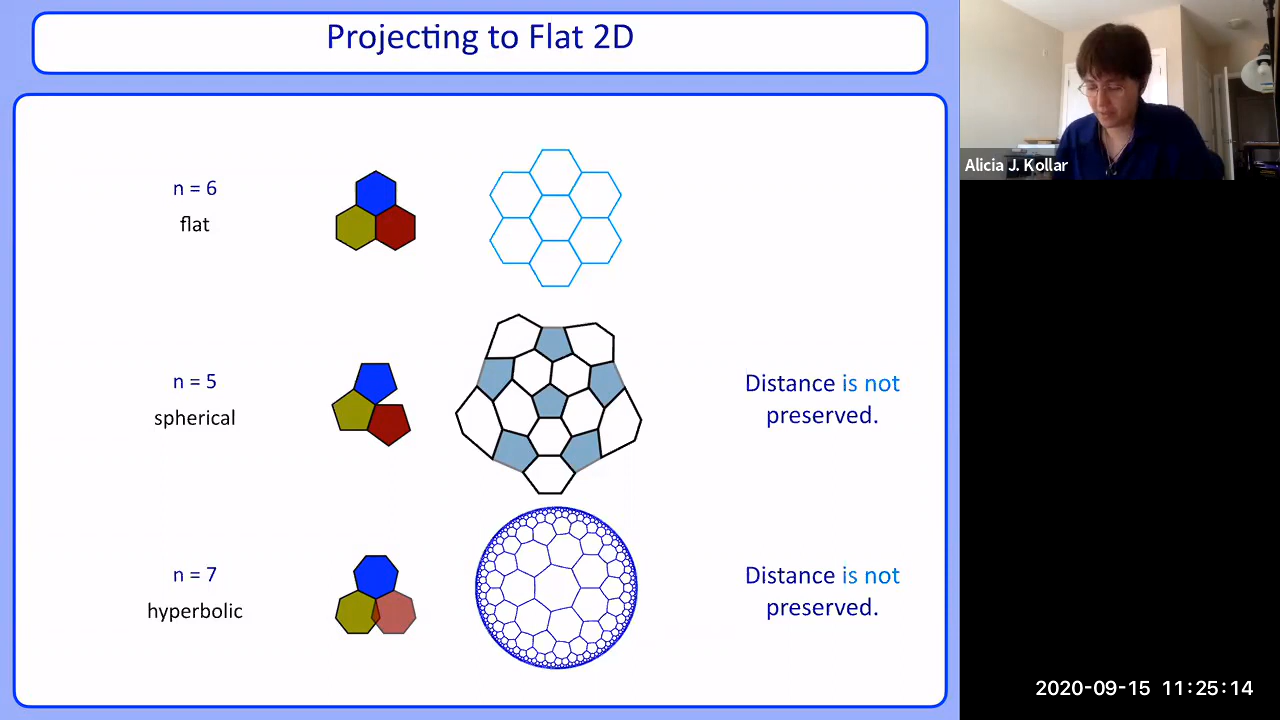 Projecting to Flat 2D
n = 6
flat
n = 5
spherical
Distance is not
preserved.
n = 7
hyperbolic
Distance is not
preserved.
Alicia J. Kollar
2020-09-15 11:25:14